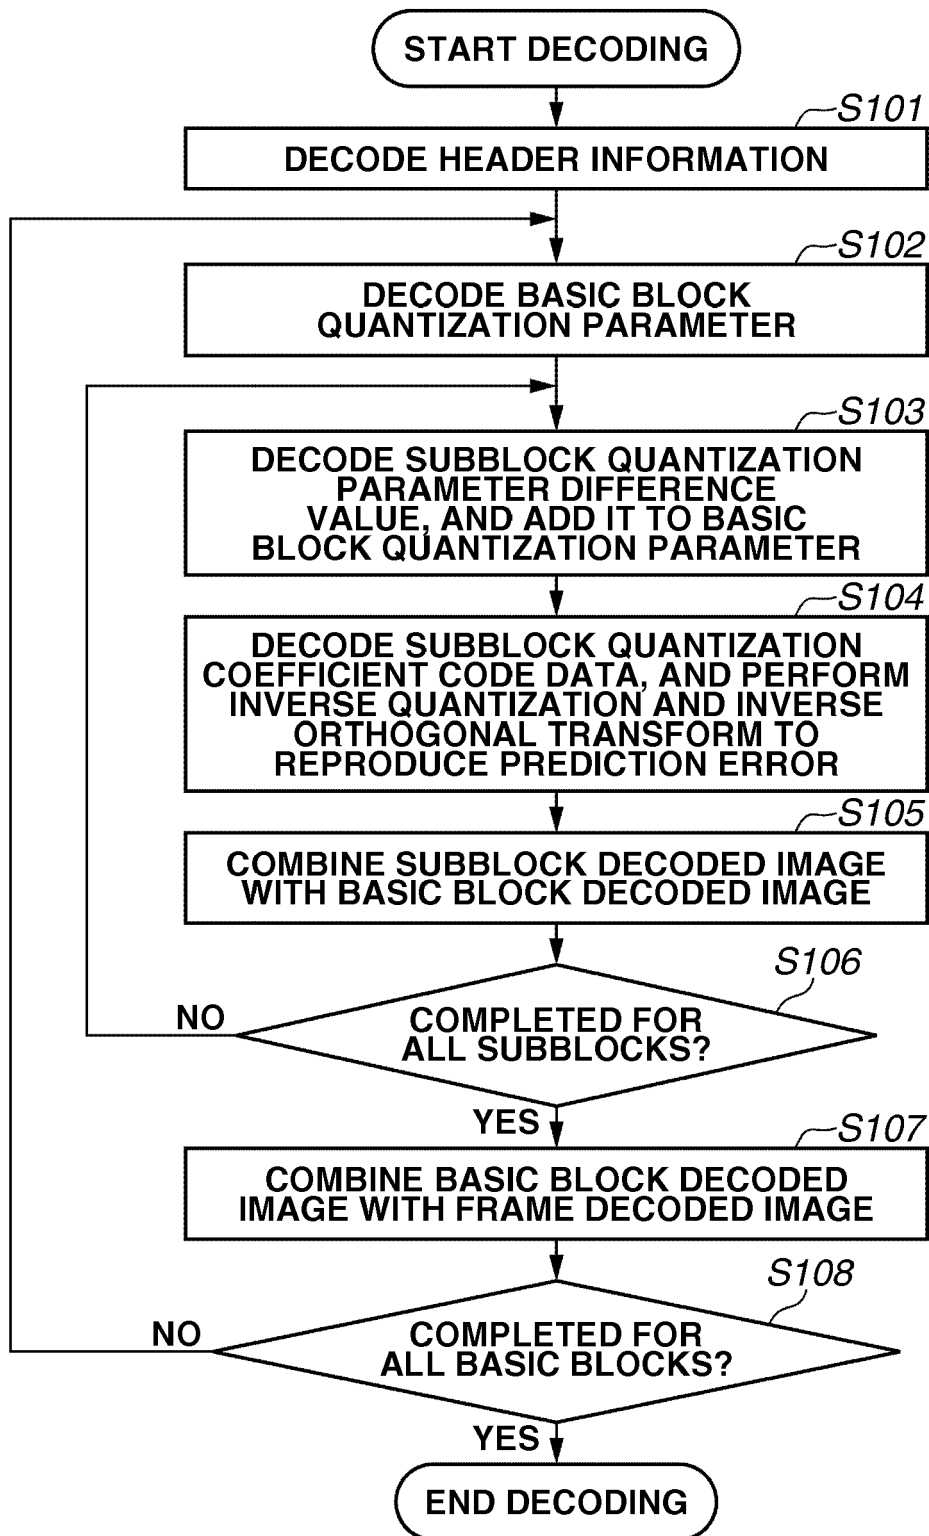 START DECODING
S101
DECODE HEADER INFORMATION
S102
DECODE BASIC BLOCK
QUANTIZATION PARAMETER
S103
DECODE SUBBLOCK QUANTIZATION
PARAMETER DIFFERENCE
VALUE, AND ADD IT TO BASIC
BLOCK QUANTIZATION PARAMETER
S104
DECODE SUBBLOCK QUANTIZATION
COEFFICIENT CODE DATA, AND PERFORM
INVERSE QUANTIZATION AND INVERSE
ORTHOGONAL TRANSFORM TO
REPRODUCE PREDICTION ERROR
S105
COMBINE SUBBLOCK DECODED IMAGE
WITH BASIC BLOCK DECODED IMAGE
S106
NO
COMPLETED FOR
ALL SUBBLOCKS?
YES
S107
COMBINE BASIC BLOCK DECODED
IMAGE WITH FRAME DECODED IMAGE
S108
NO
COMPLETED FOR
ALL BASIC BLOCKS?
YES
END DECODING